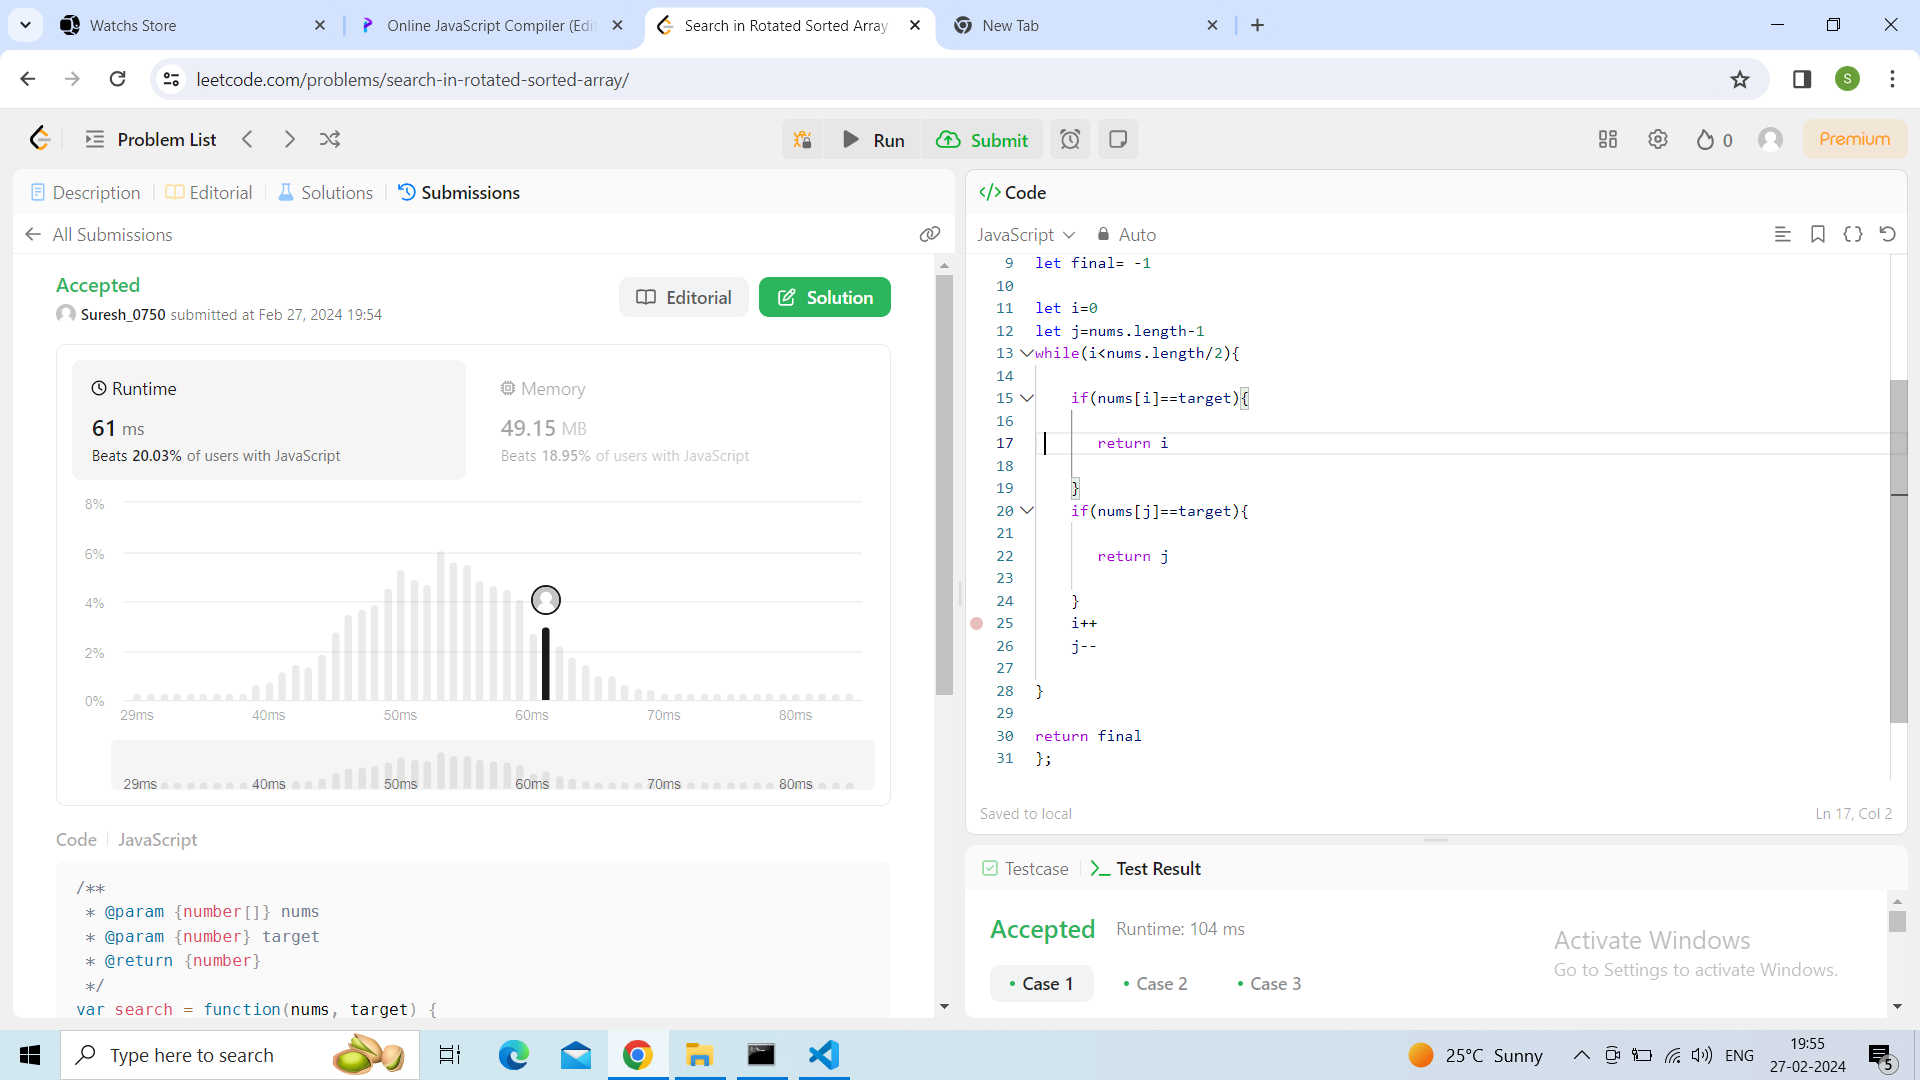 Watchs Store
Online JavaScript Compiler (Edi
Search in Rotated Sorted Array
New Tab
leetcode.com/problems/search-in-rotated-sorted-array/
S
Problem List
Run
Submit
0
Premium
Description
Editorial
Solutions
Submissions
All Submissions
Accepted
Suresh_0750 submitted at Feb 27, 2024 19:54
Editorial
Solution
Runtime
61 ms
Beats 20.03% of users with JavaScript
Memory
49.15 MB
Beats 18.95% of users with JavaScript
8%
6%
4%
2%
0%
29ms 40ms 50ms 60ms 70ms 80ms
29ms 40ms 50ms 60ms 70ms 80ms
Code
JavaScript
/**
* @param {number[]} nums
* @param {number} target
* @return {number}
*/
var search = function(nums, target) {
</> Code
JavaScript
Auto
9 let final= -1
10
11 let i=0
12 let j=nums.length-1
13 while(i<nums.length/2){
14
15 if(nums[i]==target){
16
17 return i
18
19 }
20 if(nums[j]==target){
21
22 return j
23
24 }
25 i++
26 j--
27
28 }
29
30 return final
31 };
Saved to local
Ln 17, Col 2
Testcase
Test Result
Accepted
Runtime: 104 ms
Case 1
Case 2
Case 3
Activate Windows
Go to Settings to activate Windows.
Type here to search
25°C Sunny
ENG
19:55
27-02-2024
5